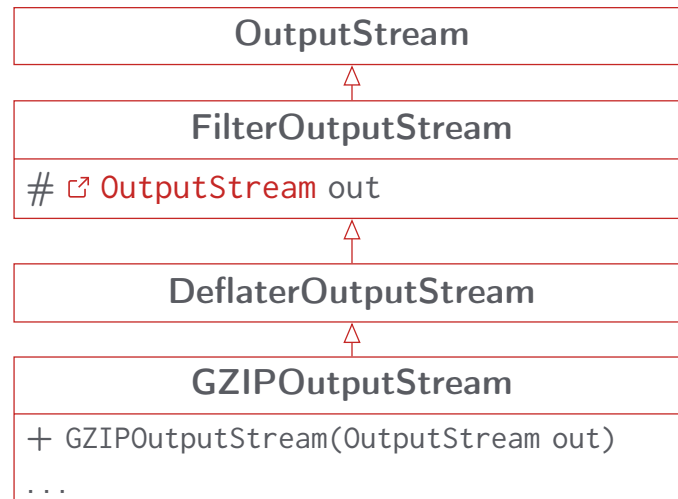 OutputStream
FilterOutputStream
# OutputStream out
DeflaterOutputStream
GZIPOutputStream
+ GZIPOutputStream(OutputStream out)
...